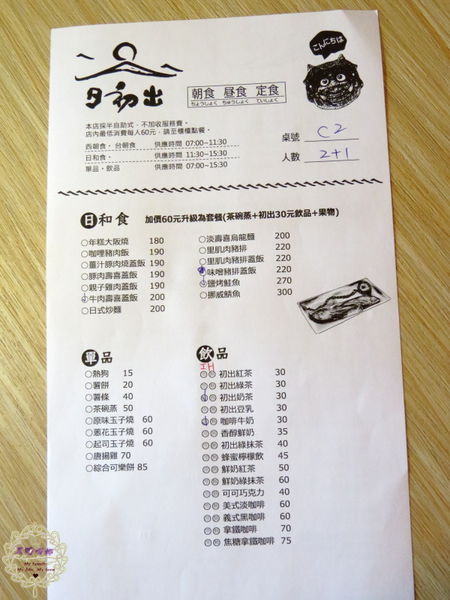 夕初出
朝食 昼食 定食
ちょうしょく ちゅうしょく ていしょく
こんにちは
本店採半自助式，不加收服務費。
店內最低消費每人60元，請至櫃檯點餐。
西朝食．台朝食 供應時間 07:00~11:30
日和食． 供應時間 11:30~15:30
單品．飲品 供應時間 07:00~15:30
桌號 C2
人數 2+1
日和食 加價60元升級為套餐(茶碗蒸+初出30元飲品+果物)
○年糕大阪燒 180
○咖哩豬肉飯 190
○薑汁豚肉燒蓋飯 190
○豚肉壽喜蓋飯 190
○親子雞肉蓋飯 190
○牛肉壽喜蓋飯 200
○日式炒麵 200
○淡壽喜烏龍麵 200
○里肌肉豬排 220
○里肌肉豬排蓋飯 220
味噌豬排蓋飯 220
○鹽烤鮭魚 270
○挪威鯖魚 300
單品
○熱狗 15
○薯餅 20
○薯條 40
○茶碗蒸 50
○原味玉子燒 60
○蔥花玉子燒 60
○起司玉子燒 60
○唐揚雞 70
○綜合可樂餅 85
飲品
I H
初出紅茶 30
初出綠茶 30
初出奶茶 30
初出豆乳 30
咖啡牛奶 30
香醇鮮奶 35
初出綠抹茶 40
蜂蜜檸檬飲 45
鮮奶紅茶 50
鮮奶綠抹茶 60
可可巧克力 40
美式淡咖啡 60
義式黑咖啡 60
拿鐵咖啡 70
焦糖拿鐵咖啡 75